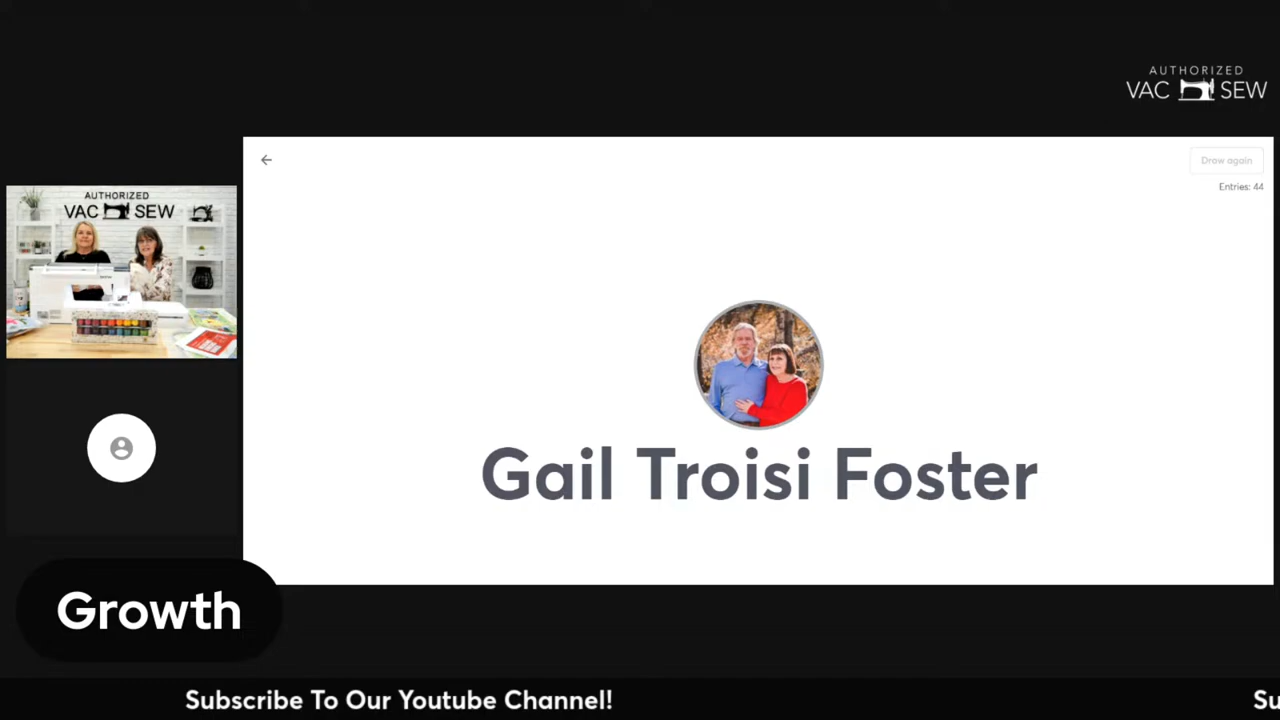 AUTHORIZED
VAC SEW
Draw again
Entries: 44
AUTHORIZED
VAC SEW
Gail Troisi Foster
Growth
Subscribe To Our Youtube Channel!
Su